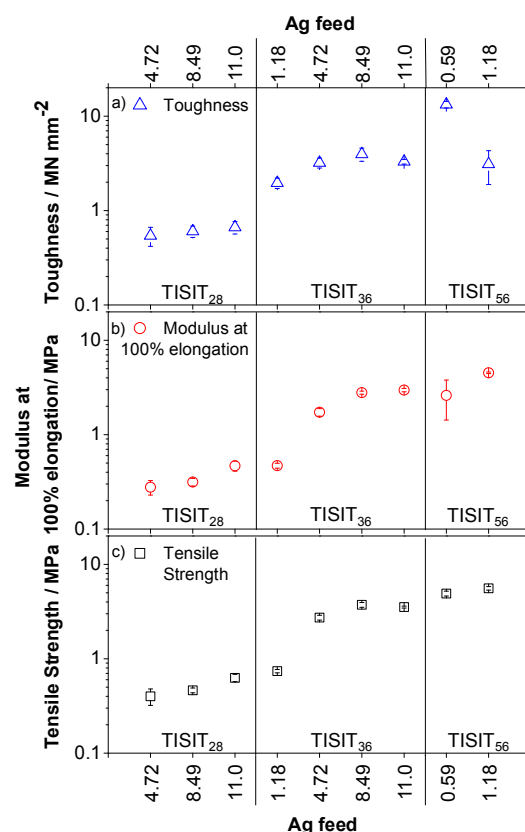 Ag feed
4.72 8.49 11.0 1.18 4.72 8.49 11.0 0.59 1.18
a) Toughness
Toughness / MN mm-2
10
1
0.1
TISIT28 TISIT36 TISIT56
b) Modulus at
100% elongation
Modulus at
100% elongation/ MPa
10
1
0.1
TISIT28 TISIT36 TISIT56
c) Tensile
Strength
Tensile Strength / MPa
10
1
0.1
TISIT28 TISIT36 TISIT56
4.72 8.49 11.0 1.18 4.72 8.49 11.0 0.59 1.18
Ag feed